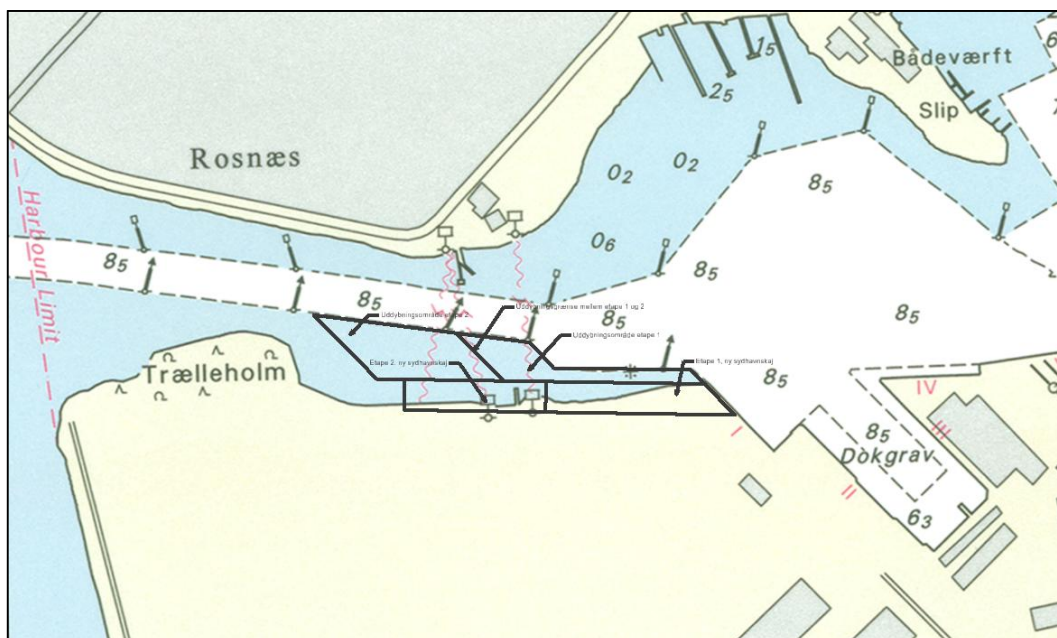 Bådeværft
1₅
2₅
Slip
Rosnæs
0₂
0₂
8₅
0₆
Harbour Limit
8₅
8₅
8₅
8₅
8₅
Uddybningsområde etape 2
Uddybningsgrænse mellem etape 1 og 2
Uddybningsområde etape 1
Etape 2, ny sydhavnskaj
Etape 1, ny sydhavnskaj
Trælleholm
8₅
IV
III
I
8₅
Dokgrav
II
6₃